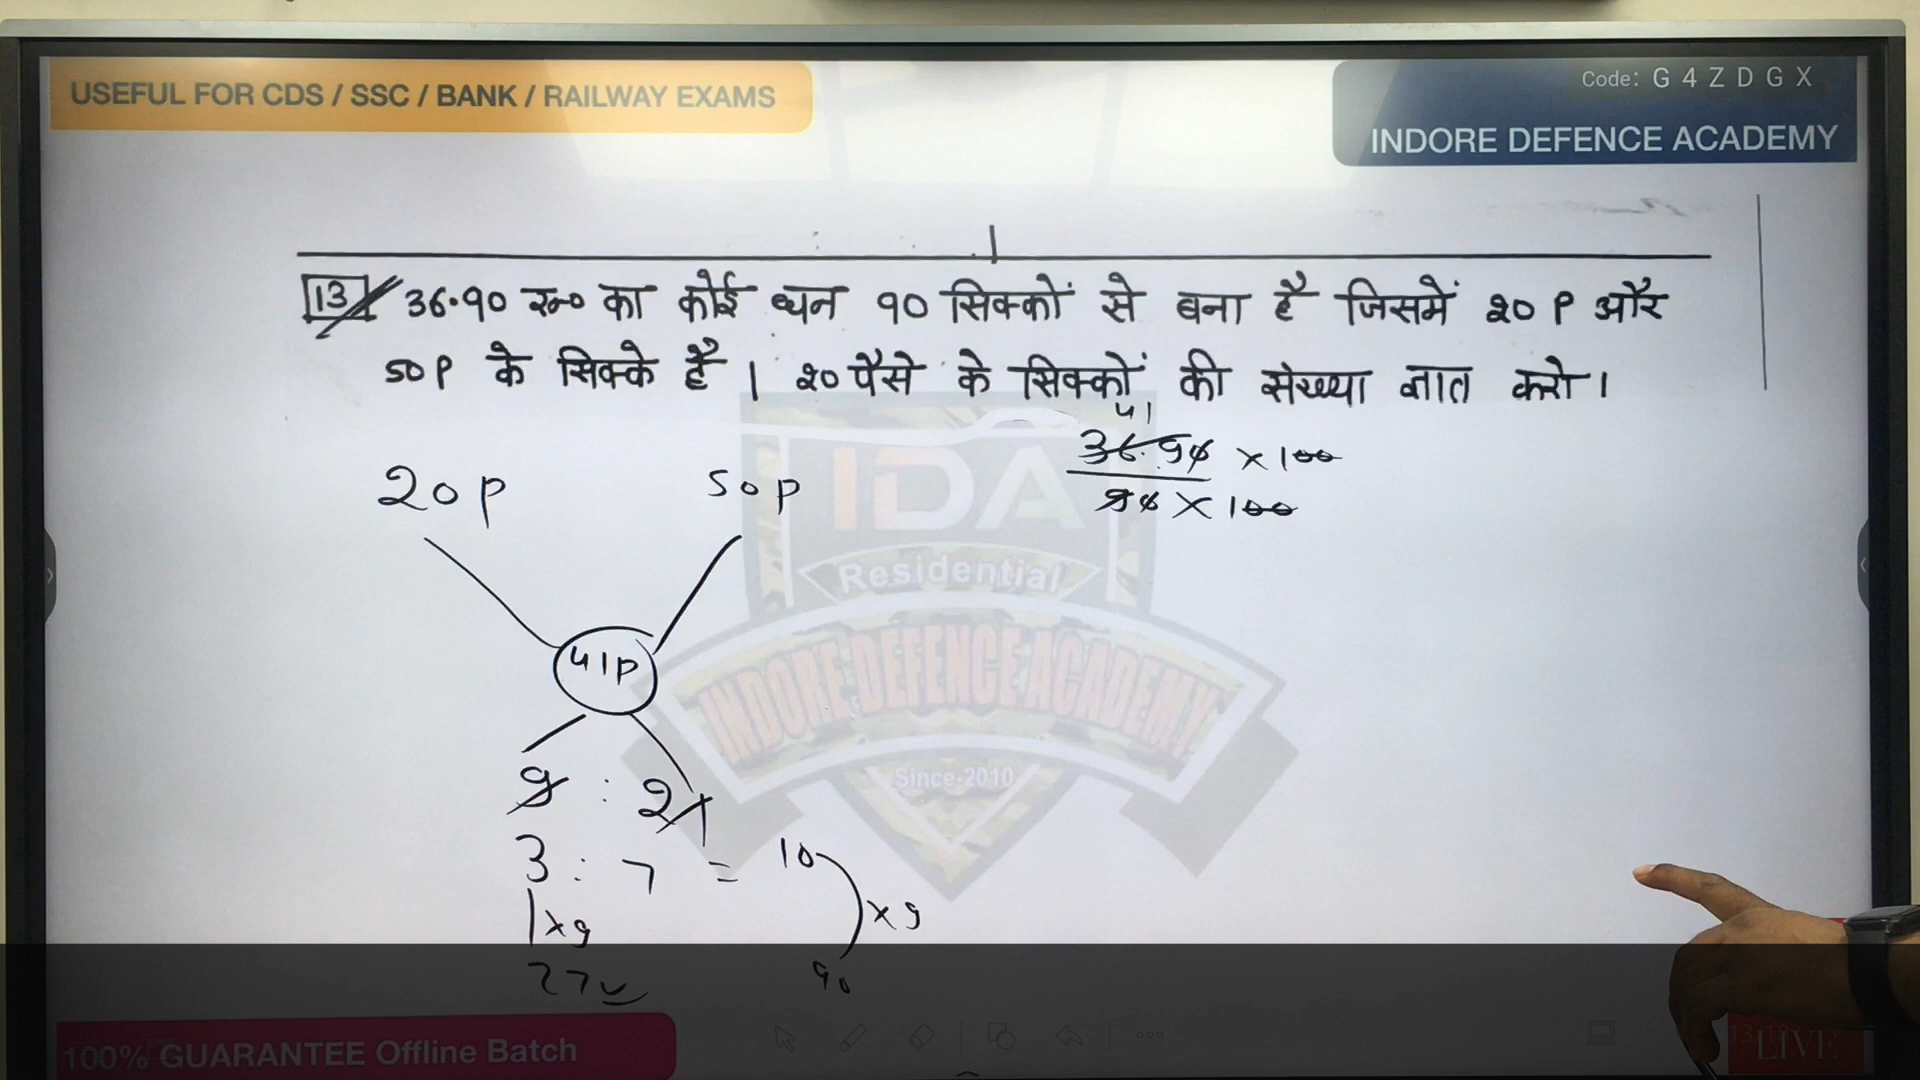 USEFUL FOR CDS / SSC / BANK / RAILWAY EXAMS
Code: G 4 Z D G X
INDORE DEFENCE ACADEMY
13 36.90 रू० का कोई धन 90 सिक्कों से बना है जिसमें 20 P और
50P के सिक्के हैं । 20 पैसे के सिक्कों की संख्या ज्ञात करो ।
41
36.90 × 100
90 × 100
20 P
50 P
41P
9 : 21
3 : 7 = 10
×9
×9
27
90
IDA
Residential
INDORE DEFENCE ACADEMY
Since-2010
100% GUARANTEE Offline Batch
LIVE